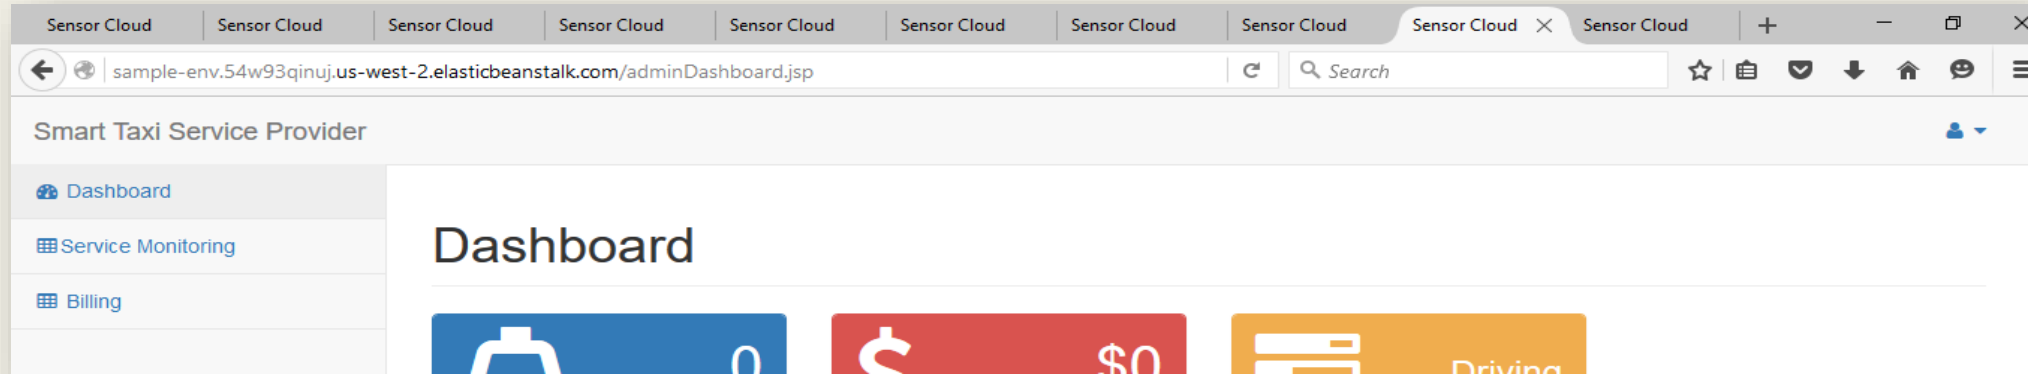 Sensor Cloud Sensor Cloud Sensor Cloud Sensor Cloud Sensor Cloud Sensor Cloud Sensor Cloud Sensor Cloud Sensor Cloud Sensor Cloud
sample-env.54w93qinuj.us-west-2.elasticbeanstalk.com/adminDashboard.jsp Search
Smart Taxi Service Provider
Dashboard
Service Monitoring
Billing
Dashboard
0 $0 Driving